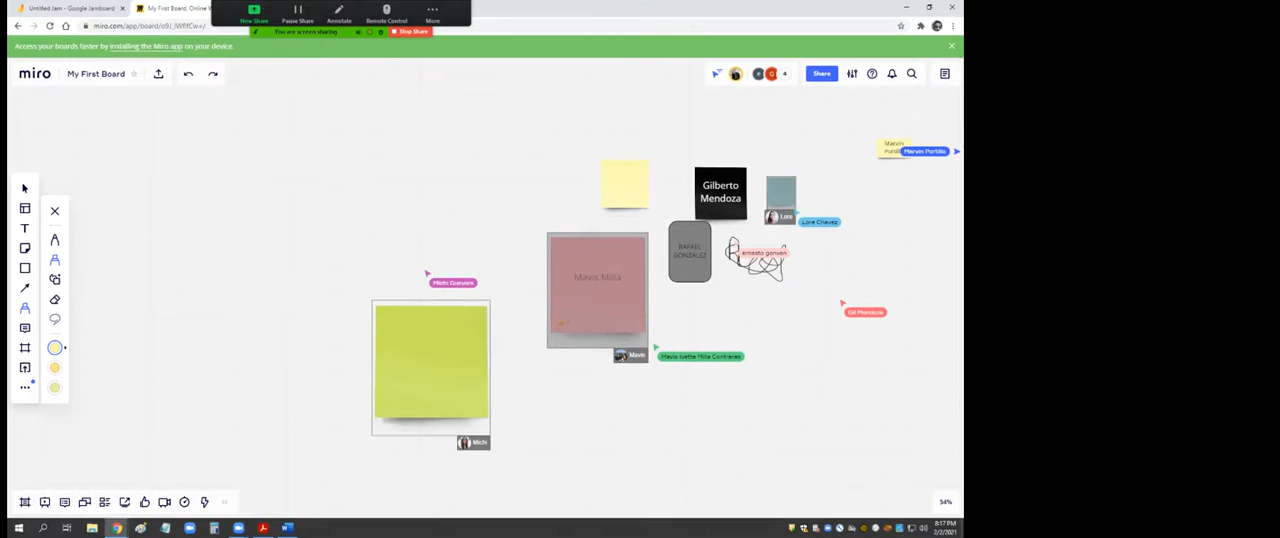 Untitled Jam - Google Jamboard
My First Board, Online W
New Share
Pause Share
Annotate
Remote Control
More
You are screen sharing
Stop Share
Access your boards faster by installing the Miro app on your device.
miro
My First Board
4
Share
Marvin
Marvin Portillo
Gilberto
Mendoza
Lore
Lore Chavez
RAFAEL
GONZALEZ
ernesto gonven
Mavis Milla
Michi Guevara
Gil Mendoza
Mavis
Mavis Ivette Milla Contreras
Michi
54%
8:17 PM
2/2/2021